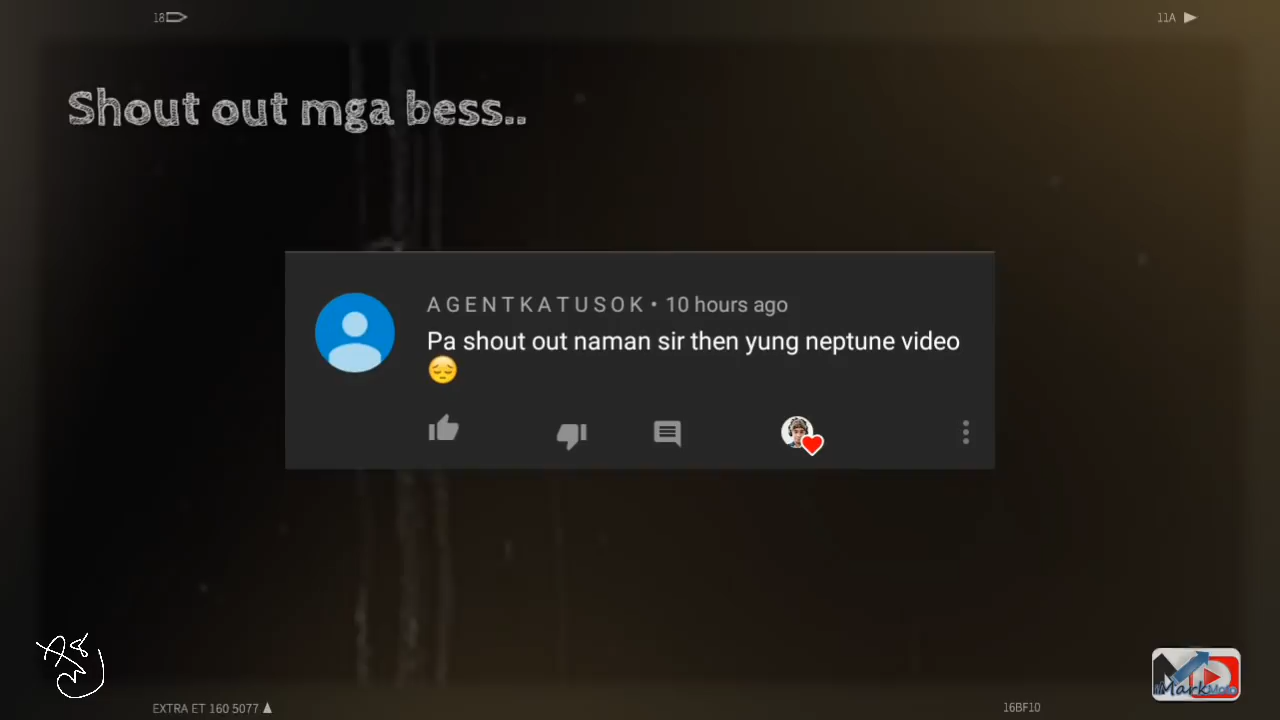 18
11A
Shout out mga bess..
A G E N T K A T U S O K • 10 hours ago
Pa shout out naman sir then yung neptune video
😔
MarkMoto
EXTRA ET 160 5077
16BF10